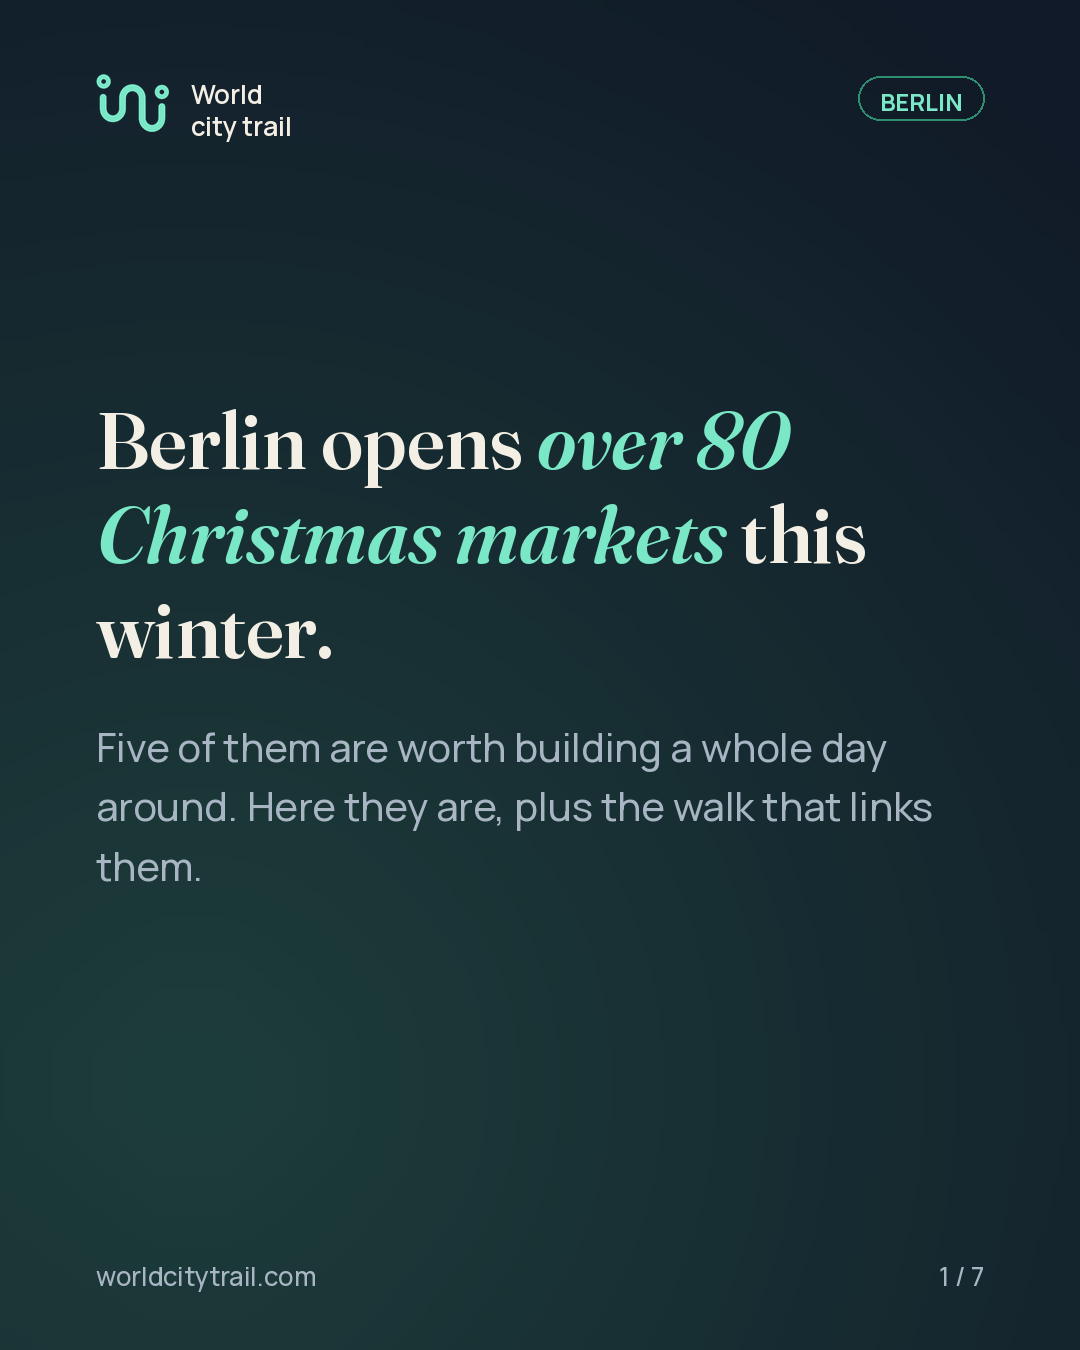 World
city trail
BERLIN
Berlin opens over 80
Christmas markets this
winter.
Five of them are worth building a whole day
around. Here they are, plus the walk that links
them.
worldcitytrail.com
1 / 7